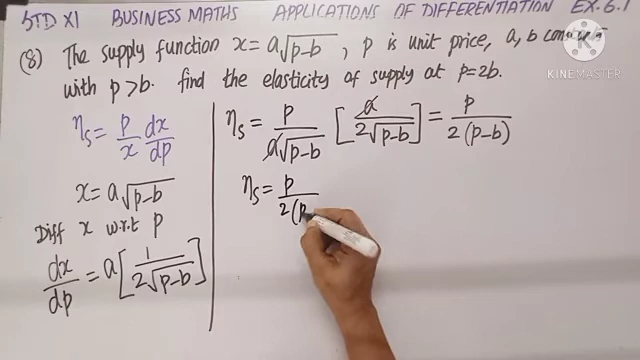 STD XI BUSINESS MATHS APPLICATIONS OF DIFFERENTIATION EX.6.1
(8) The supply function x = a√(p-b), p is unit price, a, b constant
with p > b. find the elasticity of supply at p = 2b.
KINEMASTER
ηs = p/x dx/dp
x = a√(p-b)
Diff x w.r.t p
dx/dp = a[1/(2√(p-b))]
ηs = p/(a√(p-b)) [a/(2√(p-b))] = p/(2(p-b))
ηs = p/(2(p